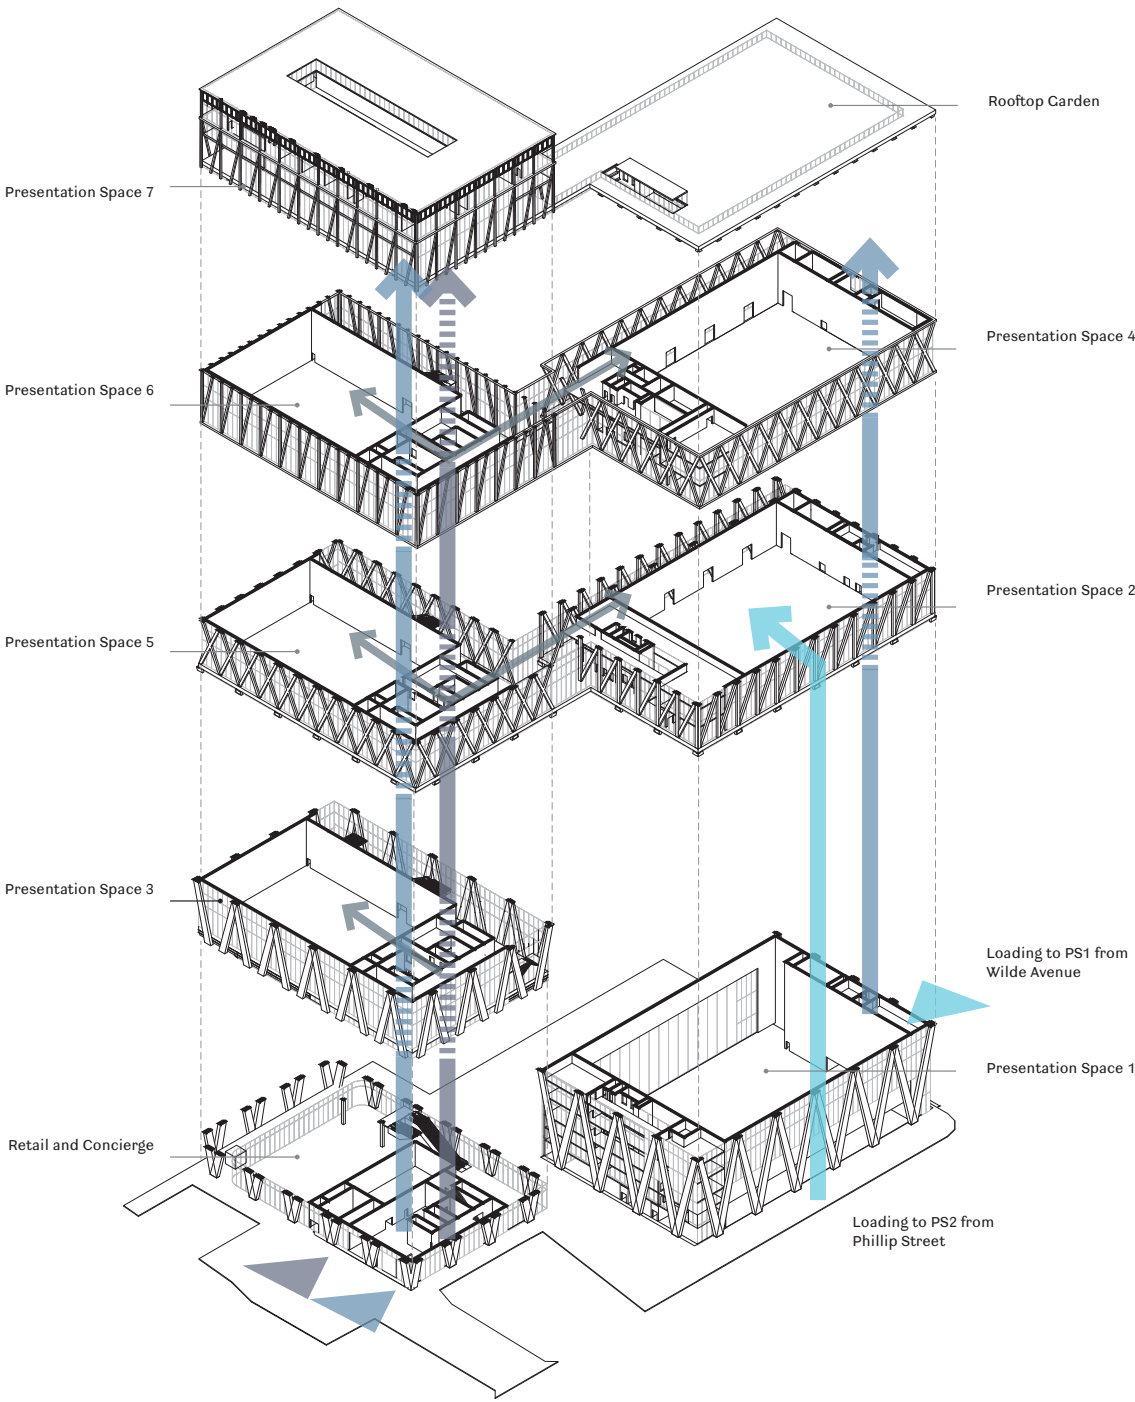 Rooftop Garden
Presentation Space 7
Presentation Space 4
Presentation Space 6
Presentation Space 2
Presentation Space 5
Presentation Space 3
Loading to PS1 from
Wilde Avenue
Presentation Space 1
Retail and Concierge
Loading to PS2 from
Phillip Street